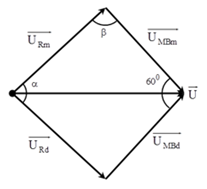 U_Rm β U_MBm
α 60⁰ U
U_Rd U_MBd